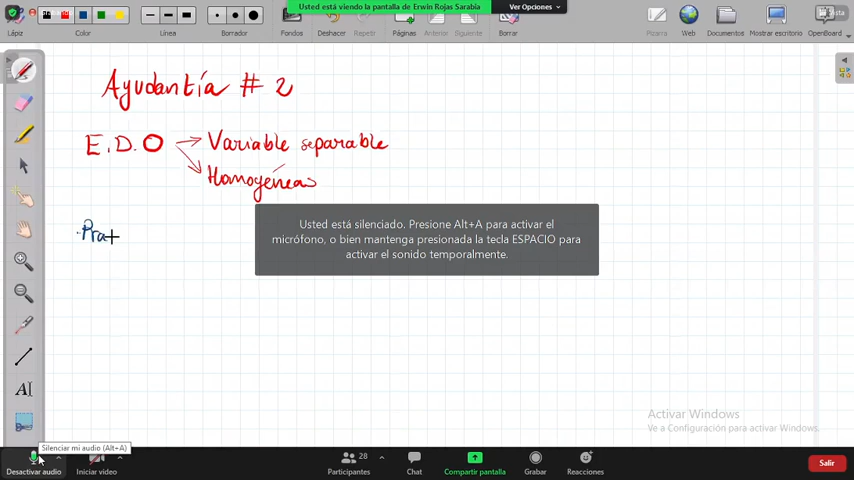 Usted está viendo la pantalla de Erwin Rojas Sarabia
Ver Opciones
Lápiz
Color
Línea
Borrador
Fondos
Deshacer
Repetir
Páginas
Anterior
Siguiente
Borrar
Pizarra
Web
Documentos
Mostrar escritorio
OpenBoard
Ayudantía # 2
E.D.O → Variable separable
Homogéneas
Pra
Usted está silenciado. Presione Alt+A para activar el
micrófono, o bien mantenga presionada la tecla ESPACIO para
activar el sonido temporalmente.
Activar Windows
Ve a Configuración para activar Windows.
Silenciar mi audio (Alt+A)
Desactivar audio
Iniciar video
28
Participantes
Chat
Compartir pantalla
Grabar
Reacciones
Salir